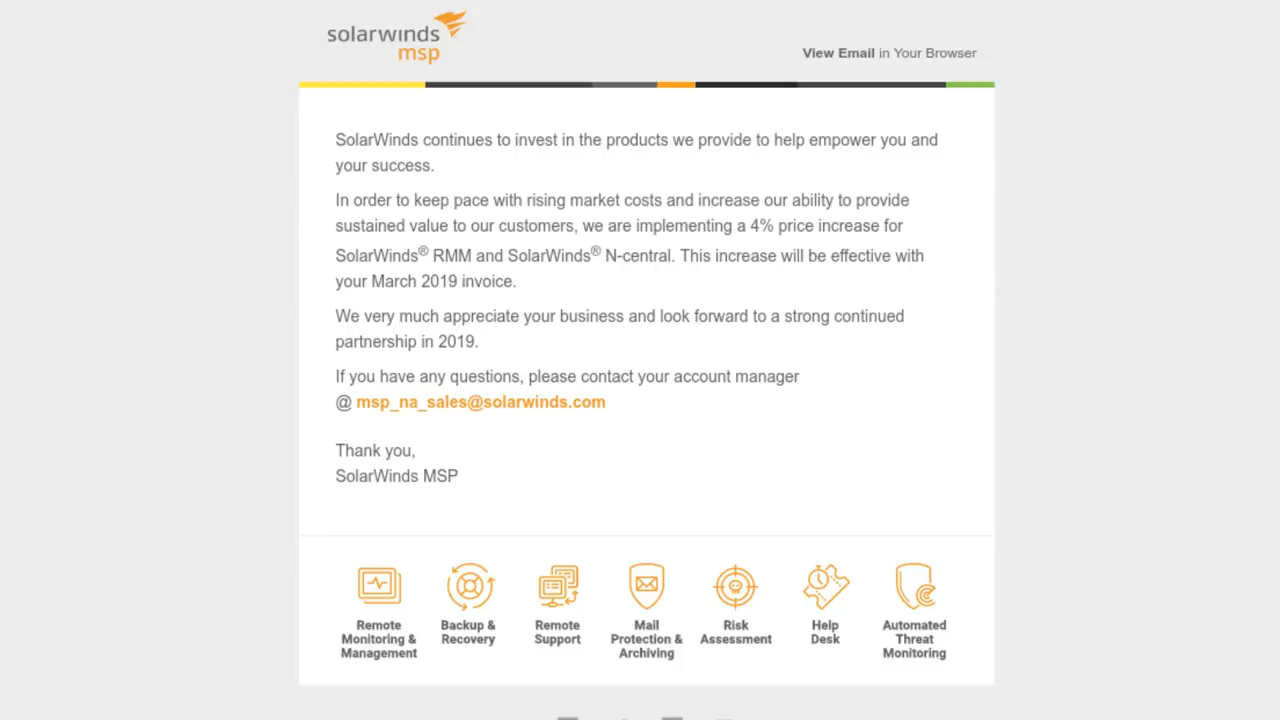 solarwinds
msp
View Email in Your Browser
SolarWinds continues to invest in the products we provide to help empower you and
your success.
In order to keep pace with rising market costs and increase our ability to provide
sustained value to our customers, we are implementing a 4% price increase for
SolarWinds® RMM and SolarWinds® N-central. This increase will be effective with
your March 2019 invoice.
We very much appreciate your business and look forward to a strong continued
partnership in 2019.
If you have any questions, please contact your account manager
@ msp_na_sales@solarwinds.com
Thank you,
SolarWinds MSP
Remote
Monitoring &
Management
Backup &
Recovery
Remote
Support
Mail
Protection &
Archiving
Risk
Assessment
Help
Desk
Automated
Threat
Monitoring